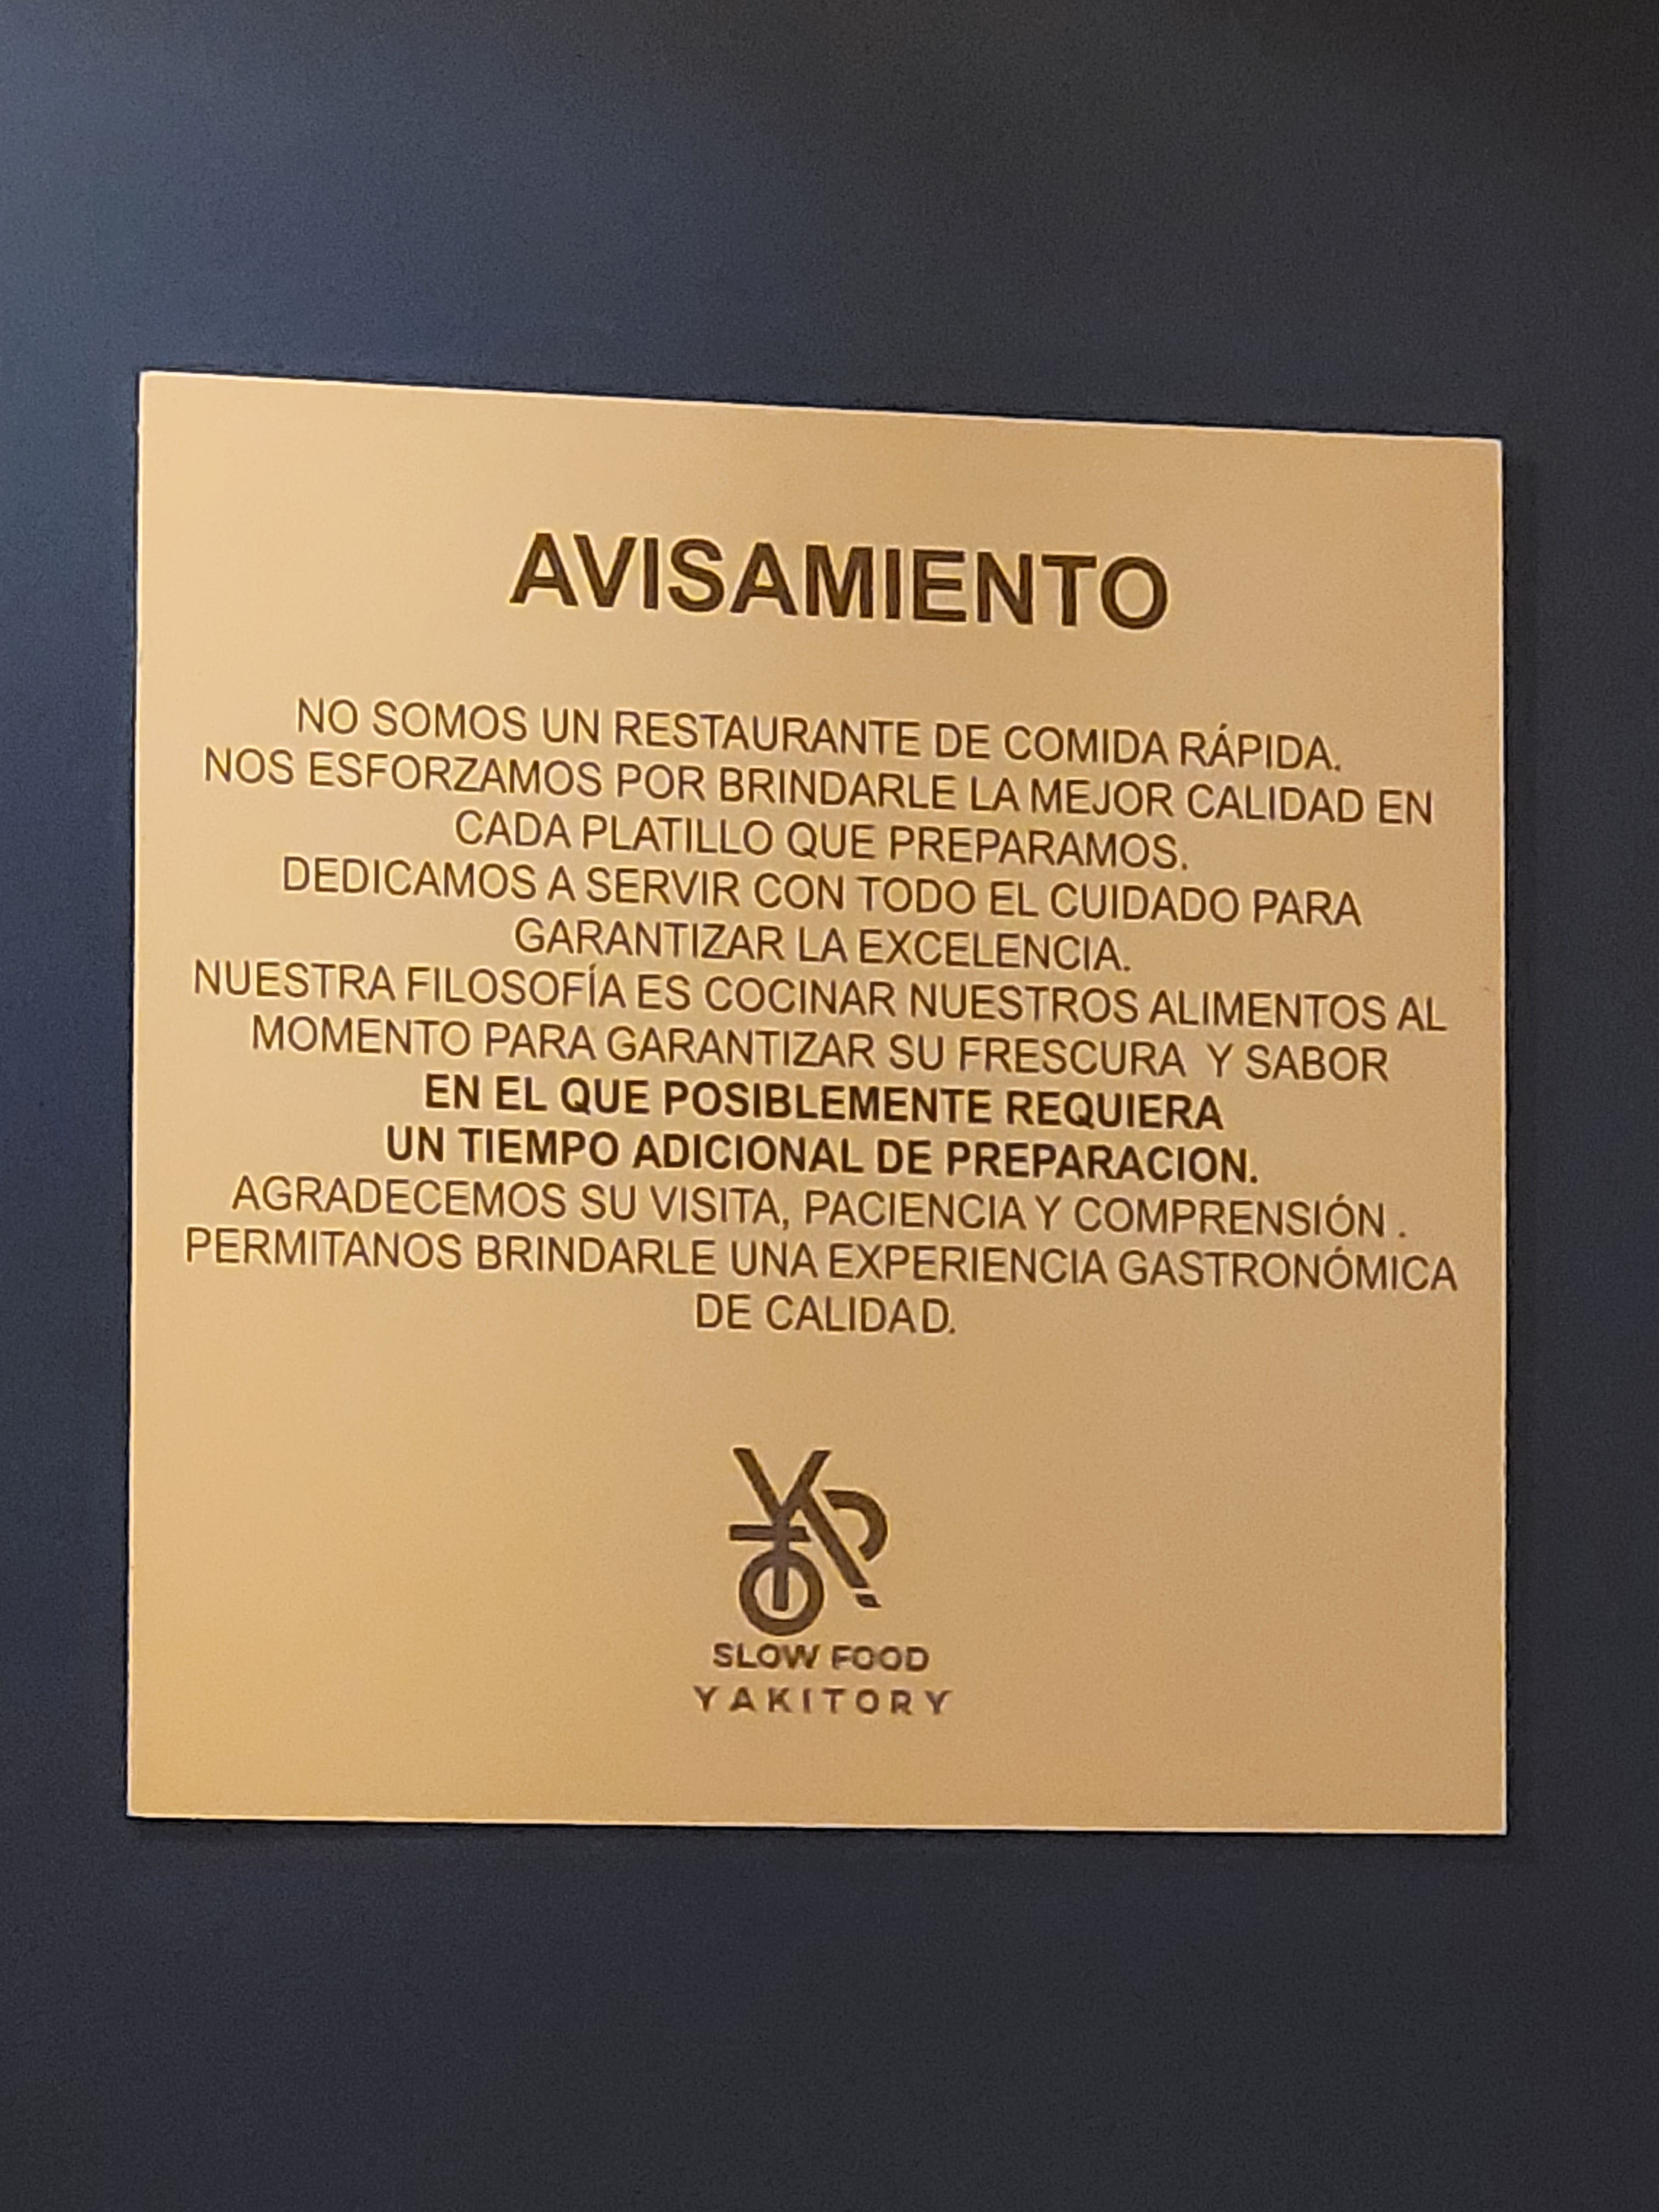 AVISAMIENTO
NO SOMOS UN RESTAURANTE DE COMIDA RÁPIDA.
NOS ESFORZAMOS POR BRINDARLE LA MEJOR CALIDAD EN
CADA PLATILLO QUE PREPARAMOS.
DEDICAMOS A SERVIR CON TODO EL CUIDADO PARA
GARANTIZAR LA EXCELENCIA.
NUESTRA FILOSOFÍA ES COCINAR NUESTROS ALIMENTOS AL
MOMENTO PARA GARANTIZAR SU FRESCURA Y SABOR
EN EL QUE POSIBLEMENTE REQUIERA
UN TIEMPO ADICIONAL DE PREPARACION.
AGRADECEMOS SU VISITA, PACIENCIA Y COMPRENSIÓN .
PERMITANOS BRINDARLE UNA EXPERIENCIA GASTRONÓMICA
DE CALIDAD.
SLOW FOOD
YAKITORY